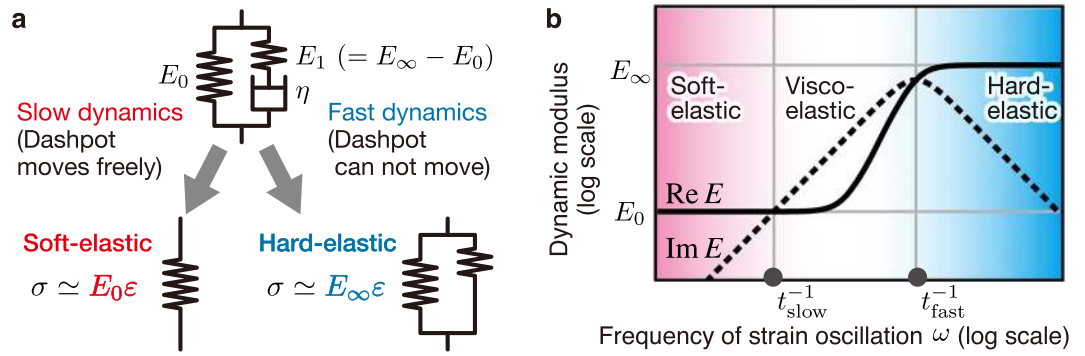 a
E₀
E₁ (= E∞ − E₀)
η
Slow dynamics
(Dashpot
moves freely)
Fast dynamics
(Dashpot
can not move)
Soft-elastic
σ ≃ E₀ε
Hard-elastic
σ ≃ E∞ε
b
Dynamic modulus
(log scale)
E∞
E₀
Soft-
elastic
Visco-
elastic
Hard-
elastic
Re E
Im E
t⁻¹slow
t⁻¹fast
Frequency of strain oscillation ω (log scale)